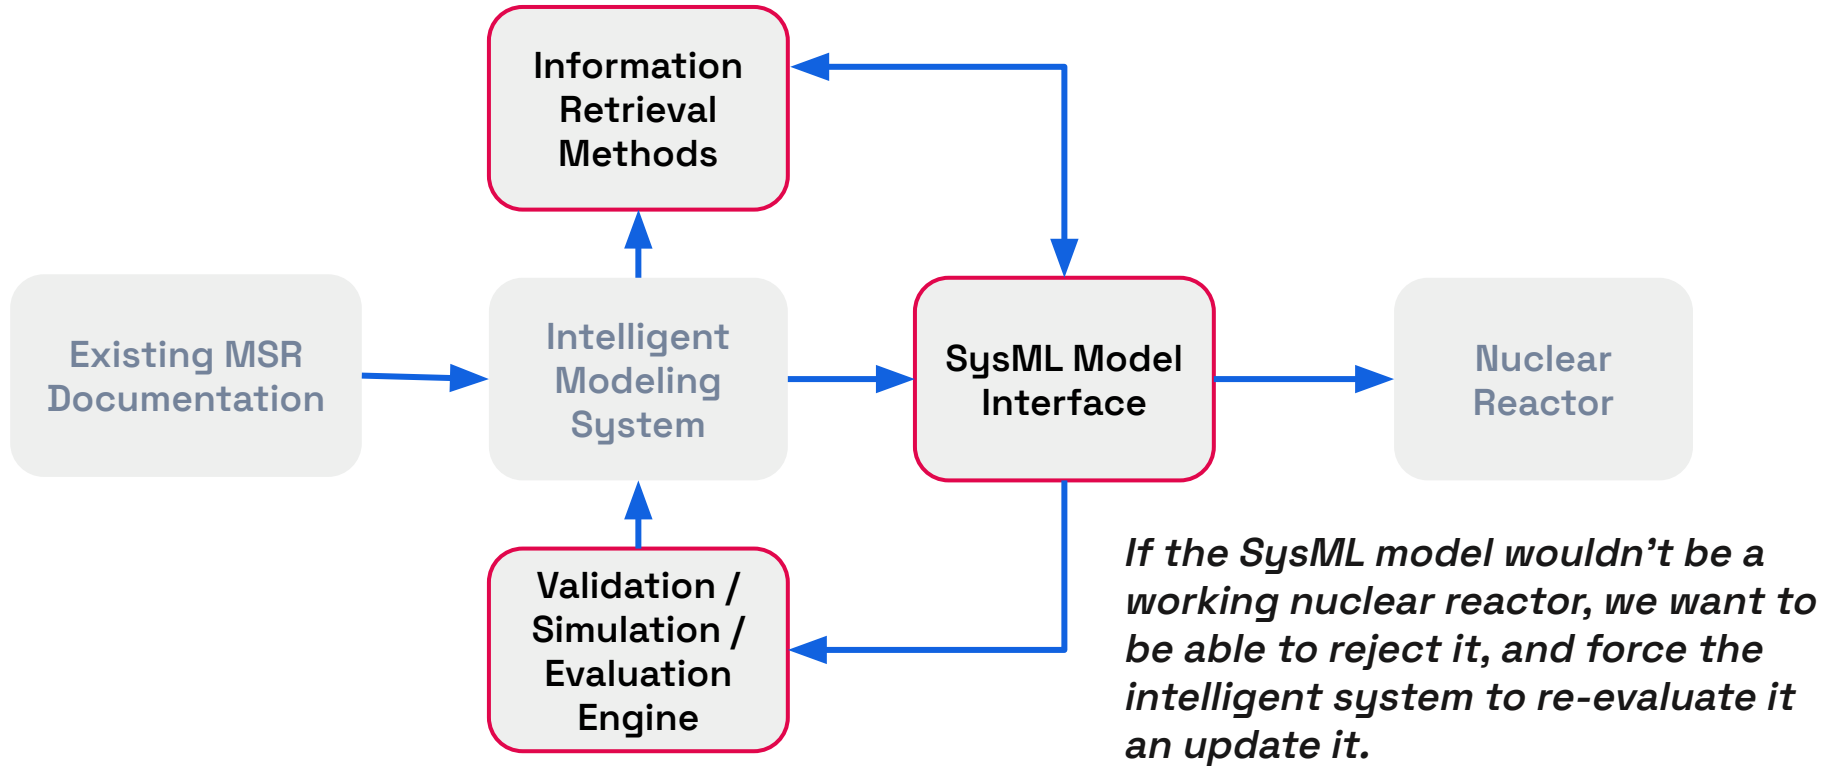 Information
Retrieval
Methods
Existing MSR
Documentation
Intelligent
Modeling
System
SysML Model
Interface
Nuclear
Reactor
Validation /
Simulation /
Evaluation
Engine
If the SysML model wouldn't be a
working nuclear reactor, we want to
be able to reject it, and force the
intelligent system to re-evaluate it
an update it.